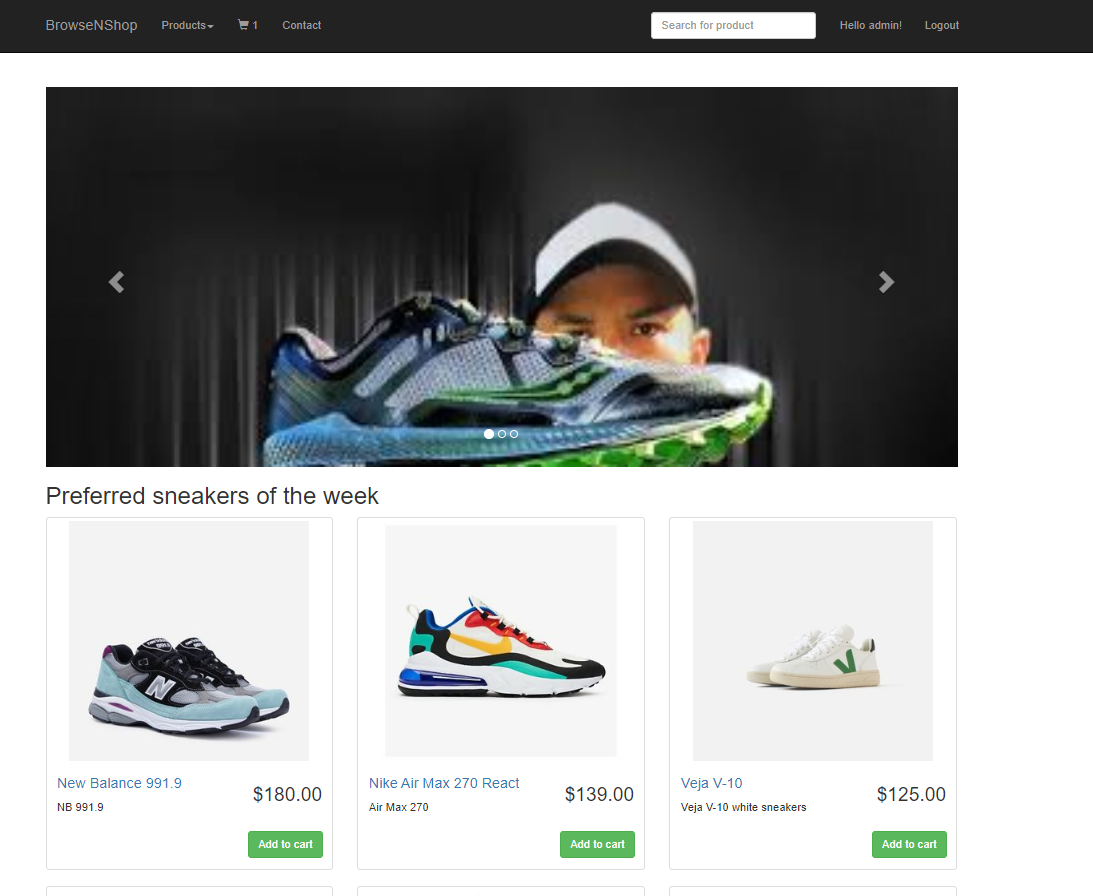 BrowseNShop Products 1 Contact Search for product Hello admin! Logout
Preferred sneakers of the week
New Balance 991.9
$180.00
NB 991.9
Add to cart
Nike Air Max 270 React
$139.00
Air Max 270
Add to cart
Veja V-10
$125.00
Veja V-10 white sneakers
Add to cart